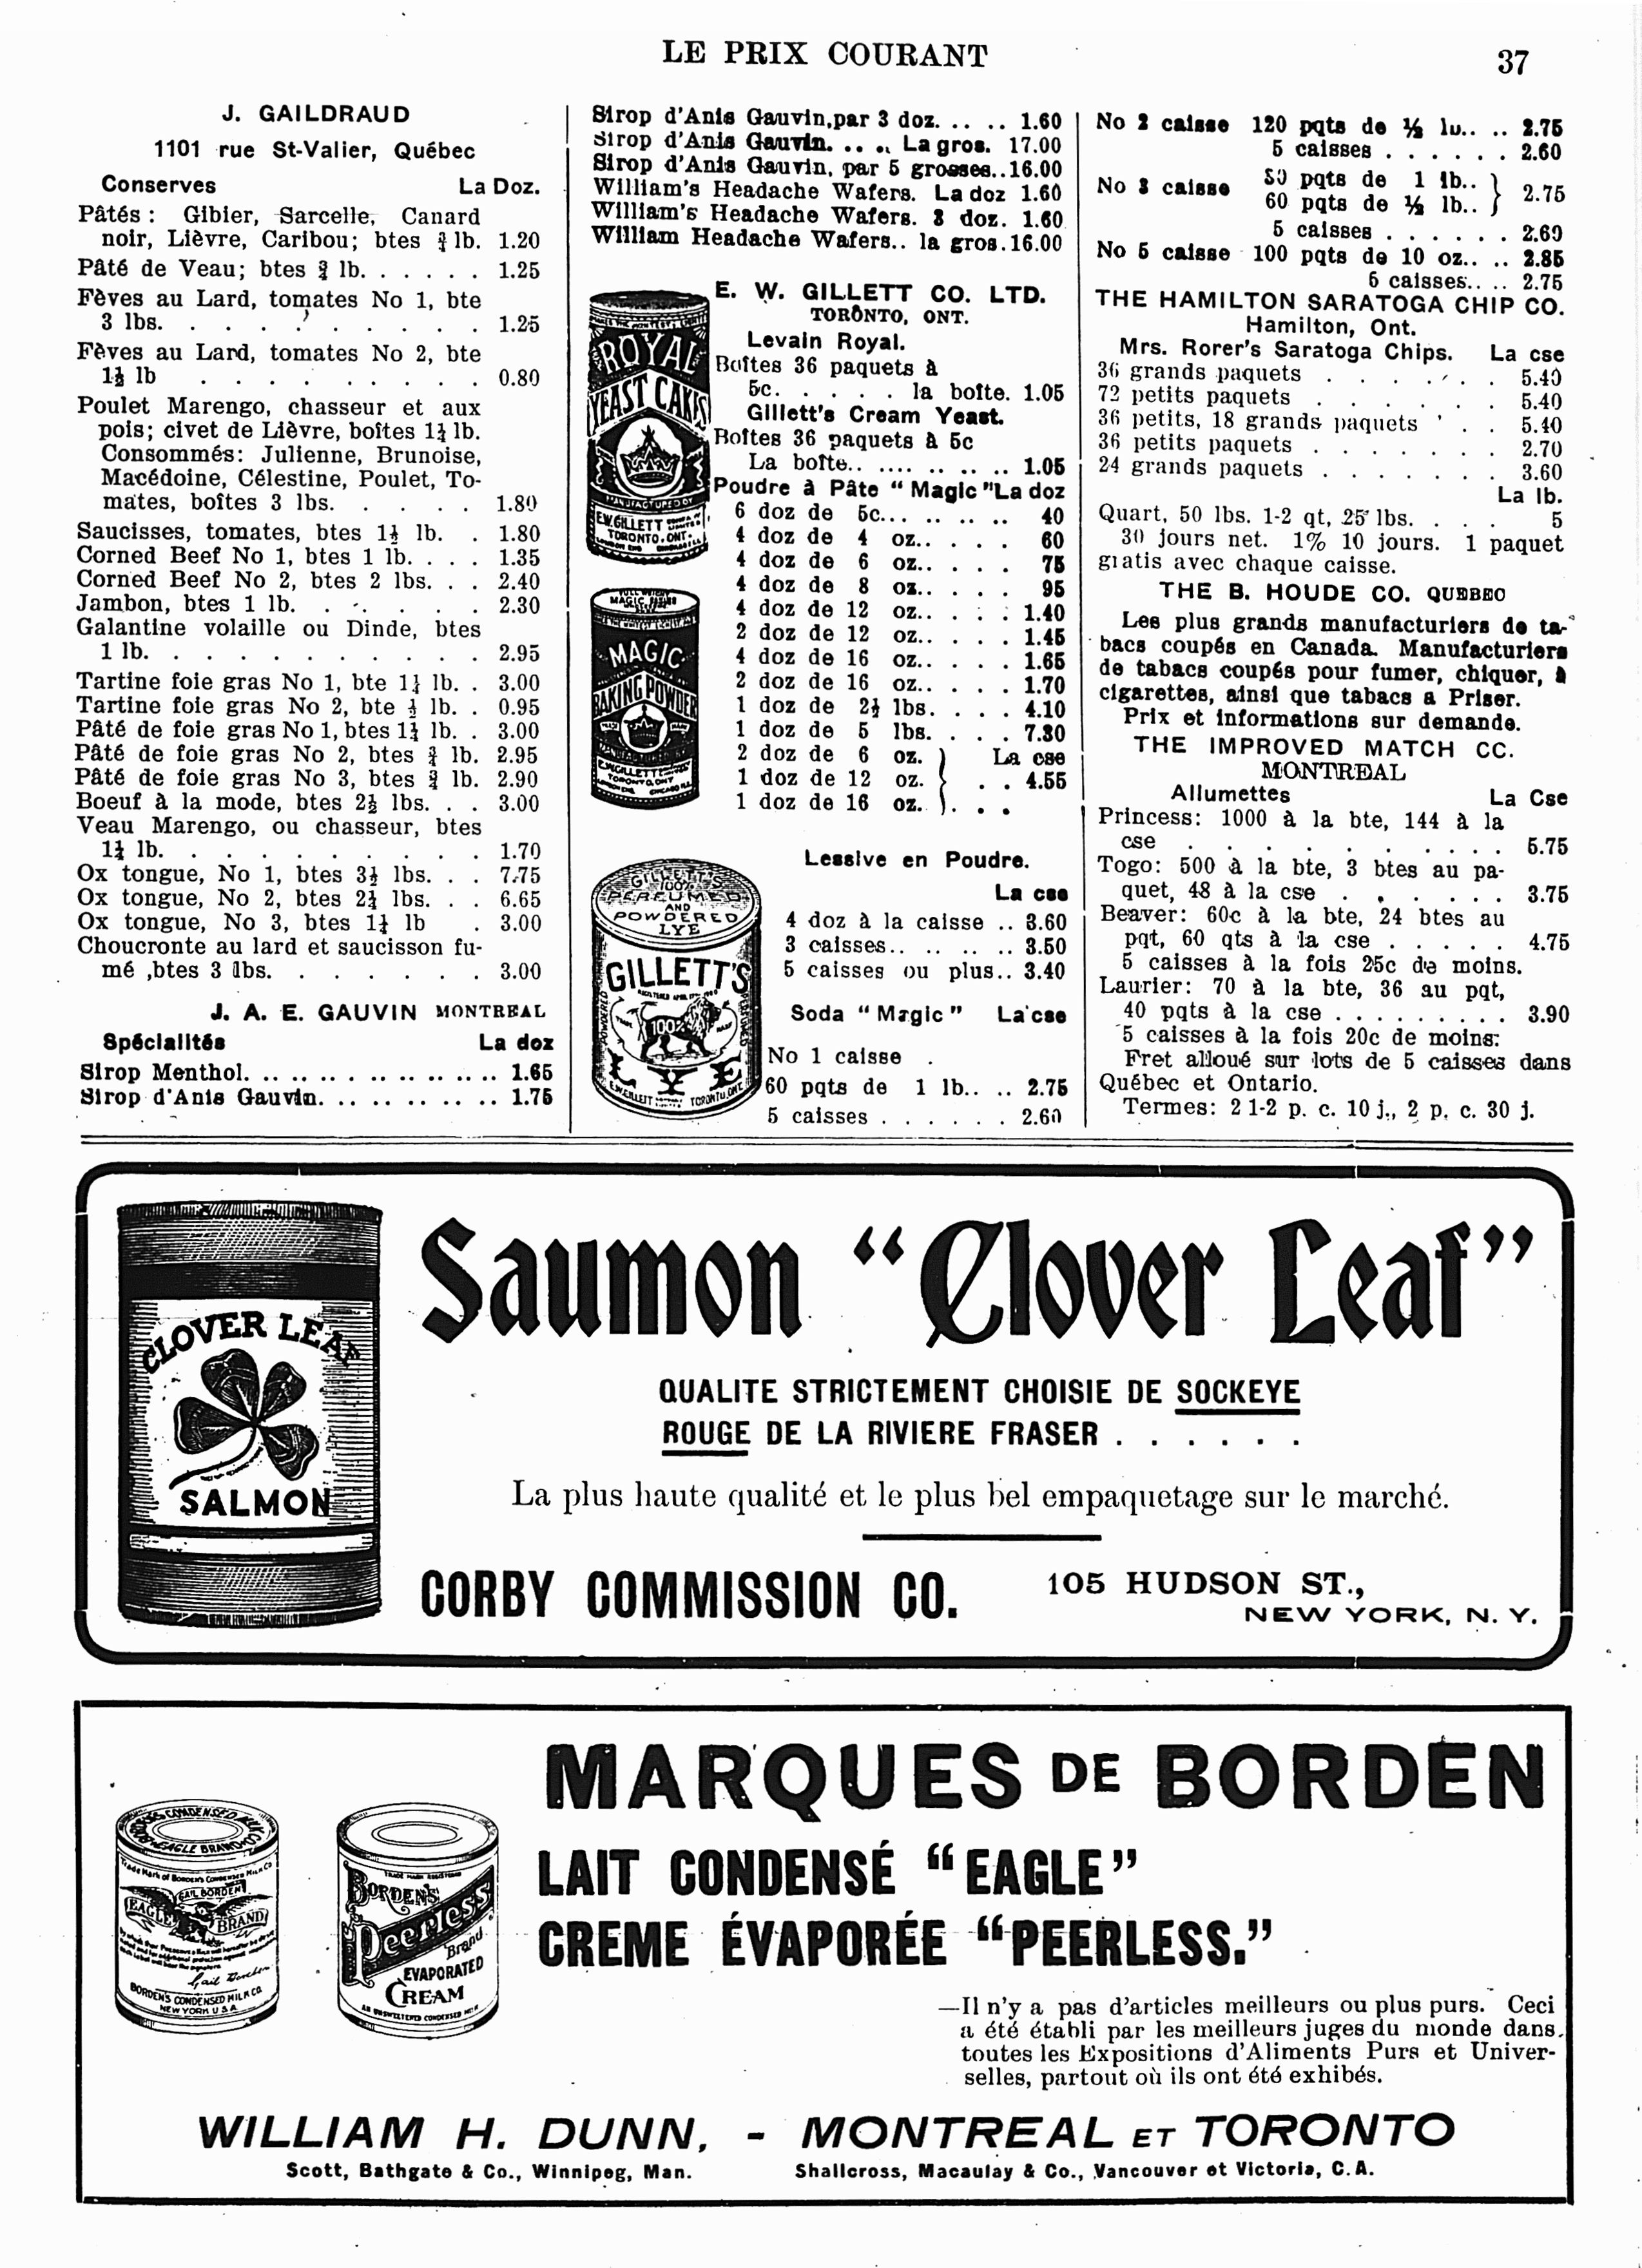 LE PRIX COURANT
37
J. GAILDRAUD
1101 rue St-Valier, Québec
Conserves La Doz.
Pâtés : Gibier, Sarcelle, Canard
noir, Lièvre, Caribou; btes ¾ lb. 1.20
Pâté de Veau; btes ¾ lb. . . . . . 1.25
Fèves au Lard, tomates No 1, bte
3 lbs. . . . . . . . . . . 1.25
Fèves au Lard, tomates No 2, bte
1½ lb . . . . . . . . . 0.80
Poulet Marengo, chasseur et aux
pois; civet de Lièvre, boîtes 1¼ lb.
Consommés: Julienne, Brunoise,
Macédoine, Célestine, Poulet, To-
mates, boîtes 3 lbs. . . . . . 1.80
Saucisses, tomates, btes 1¼ lb. . 1.80
Corned Beef No 1, btes 1 lb. . . . 1.35
Corned Beef No 2, btes 2 lbs. . . 2.40
Jambon, btes 1 lb. . . . . . . 2.30
Galantine volaille ou Dinde, btes
1 lb. . . . . . . . . . . . 2.95
Tartine foie gras No 1, bte 1¼ lb. . 3.00
Tartine foie gras No 2, bte ½ lb. . 0.95
Pâté de foie gras No 1, btes 1¼ lb. . 3.00
Pâté de foie gras No 2, btes ¾ lb. 2.95
Pâté de foie gras No 3, btes ¾ lb. 2.90
Boeuf à la mode, btes 2½ lbs. . . 3.00
Veau Marengo, ou chasseur, btes
1¼ lb. . . . . . . . . . . 1.70
Ox tongue, No 1, btes 3½ lbs. . . 7.75
Ox tongue, No 2, btes 2½ lbs. . . 6.65
Ox tongue, No 3, btes 1¼ lb . 3.00
Choucronte au lard et saucisson fu-
mé ,btes 3 lbs. . . . . . . . 3.00
J. A. E. GAUVIN MONTREAL
Spécialités La doz
Sirop Menthol. .. .. .. . .. .. .. .. 1.65
Sirop d'Anis Gauvin. .. .. .. .. .. 1.75
Sirop d'Anis Gauvin,par 3 doz. .. .. 1.60
Sirop d'Anis Gauvin. .. .. La gros. 17.00
Sirop d'Anis Gauvin, par 5 grosses..16.00
William's Headache Wafers. La doz 1.60
William's Headache Wafers. 3 doz. 1.60
William Headache Wafers.. la gros.16.00
E. W. GILLETT CO. LTD.
TORONTO, ONT.
Levain Royal.
Boîtes 36 paquets à
5c. . . . . . la boîte. 1.05
Gillett's Cream Yeast.
Boîtes 36 paquets à 5c
La boîte.. .... .. .. .. 1.05
Poudre à Pâte “ Magic ”La doz
6 doz de 5c... .. .. .. 40
4 doz de 4 oz.. . . . 60
4 doz de 6 oz.. . . . 75
4 doz de 8 oz.. . . . 95
4 doz de 12 oz.. . . . 1.40
2 doz de 12 oz.. . . . 1.45
4 doz de 16 oz.. . . . 1.65
2 doz de 16 oz.. . . . 1.70
1 doz de 2½ lbs. . . . 4.10
1 doz de 5 lbs. . . . 7.30
2 doz de 6 oz. } La cse
1 doz de 12 oz. } . . 4.55
1 doz de 16 oz. } . . .
ROYAL
YEAST CAKES
MANUFACTURED BY
E.W. GILLETT
TORONTO, ONT.
MAGIC
BAKING POWDER
E.W. GILLETT
TORONTO, ONT
Lessive en Poudre.
La cse
4 doz à la caisse .. 3.60
3 caisses.. .. .. .. 3.50
5 caisses ou plus.. 3.40
Soda “ Magic ” La cse
No 1 caisse .
60 pqts de 1 lb.. .. 2.75
5 caisses . . . . . . 2.60
GILLETT'S
100%
PERFUMED
AND
POWDERED
LYE
GILLETT'S
100%
LYE
E.W. GILLETT TORONTO, ONT
No 2 caisse 120 pqts de ½ lb.. .. 2.75
5 caisses . . . . . . 2.60
No 3 caisse 30 pqts de 1 lb.. }
60 pqts de ½ lb.. } 2.75
5 caisses . . . . . . 2.60
No 5 caisse 100 pqts de 10 oz.. .. 2.85
5 caisses.. .. 2.75
THE HAMILTON SARATOGA CHIP CO.
Hamilton, Ont.
Mrs. Rorer's Saratoga Chips. La cse
36 grands paquets . . . . . . 5.40
72 petits paquets . . . . . . 5.40
36 petits, 18 grands paquets . . 5.40
36 petits paquets . . . . . . . 2.70
24 grands paquets . . . . . . 3.60
La lb.
Quart, 50 lbs. 1-2 qt, 25 lbs. . . . 5
30 jours net. 1% 10 jours. 1 paquet
gratis avec chaque caisse.
THE B. HOUDE CO. QUEBEC
Les plus grands manufacturiers de ta-
bacs coupés en Canada. Manufacturiers
de tabacs coupés pour fumer, chiquer, à
cigarettes, ainsi que tabacs a Priser.
Prix et informations sur demande.
THE IMPROVED MATCH CC.
MONTREAL
Allumettes La Cse
Princess: 1000 à la bte, 144 à la
cse . . . . . . . . . . . 5.75
Togo: 500 à la bte, 3 btes au pa-
quet, 48 à la cse . . . . . . 3.75
Beaver: 60c à la bte, 24 btes au
pqt, 60 qts à la cse . . . . . 4.75
5 caisses à la fois 25c de moins.
Laurier: 70 à la bte, 36 au pqt,
40 pqts à la cse . . . . . . . . . 3.90
5 caisses à la fois 20c de moins:
Fret alloué sur lots de 5 caisses dans
Québec et Ontario.
Termes: 2 1-2 p. c. 10 j., 2 p. c. 30 j.
CLOVER LEAF
SALMON
Saumon “Clover Leaf”
QUALITE STRICTEMENT CHOISIE DE SOCKEYE
ROUGE DE LA RIVIERE FRASER . . . . . .
La plus haute qualité et le plus bel empaquetage sur le marché.
CORBY COMMISSION CO. 105 HUDSON ST.,
NEW YORK, N. Y.
MARQUES DE BORDEN
LAIT CONDENSÉ “EAGLE”
CREME ÉVAPORÉE “PEERLESS.”
EAGLE BRAND
GAIL BORDEN
EAGLE BRAND
Gail Borden
BORDEN'S CONDENSED MILK CO.
NEW YORK U S A
BORDEN'S
Peerless
Brand
EVAPORATED
CREAM
—Il n'y a pas d'articles meilleurs ou plus purs. Ceci
a été établi par les meilleurs juges du monde dans
toutes les Expositions d'Aliments Purs et Univer-
selles, partout où ils ont été exhibés.
WILLIAM H. DUNN, - MONTREAL ET TORONTO
Scott, Bathgate & Co., Winnipeg, Man. Shallcross, Macaulay & Co., Vancouver et Victoria, C.A.